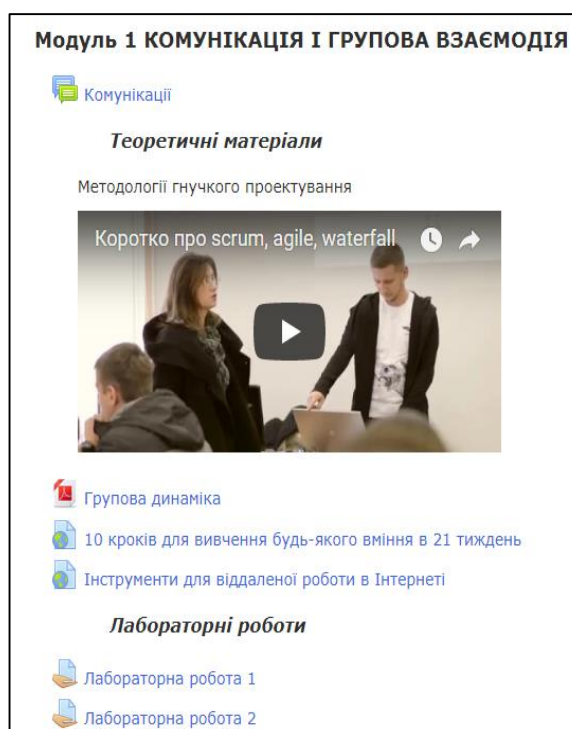 Модуль 1 КОМУНІКАЦІЯ І ГРУПОВА ВЗАЄМОДІЯ
Комунікації
Теоретичні матеріали
Методології гнучкого проектування
Коротко про scrum, agile, waterfall
Групова динаміка
10 кроків для вивчення будь-якого вміння в 21 тиждень
Інструменти для віддаленої роботи в Інтернеті
Лабораторні роботи
Лабораторна робота 1
Лабораторна робота 2